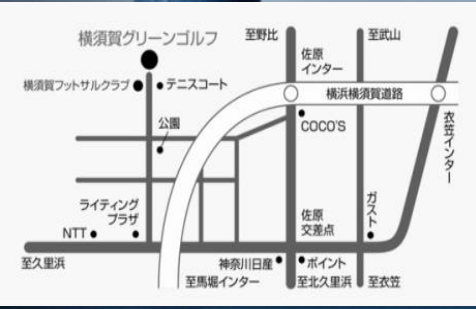 横須賀グリーンゴルフ
至野比
至武山
佐原
インター
横須賀フットサルクラブ
テニスコート
横浜横須賀道路
COCO'S
衣笠インター
公園
ライティング
プラザ
NTT
佐原
交差点
ガスト
至久里浜
神奈川日産
ポイント
至馬堀インター
至北久里浜
至衣笠